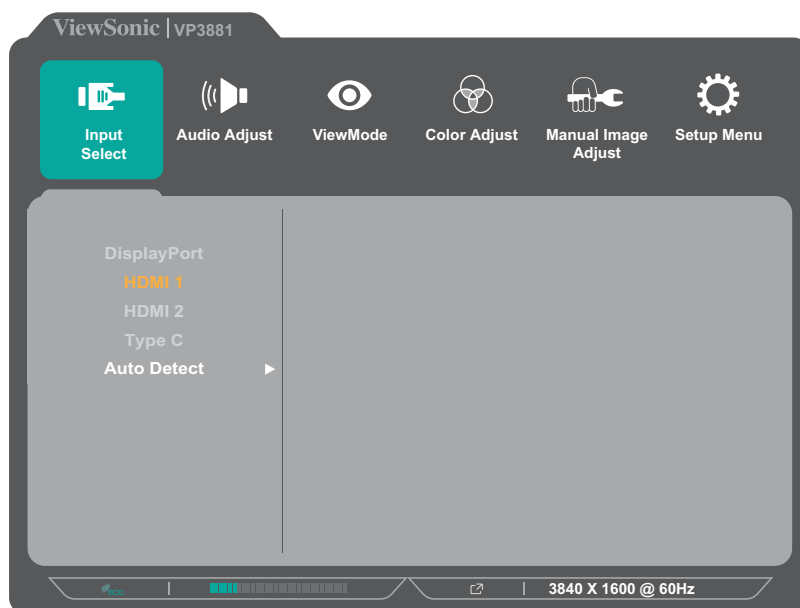 ViewSonic | VP3881
Input
Select
Audio Adjust
ViewMode
Color Adjust
Manual Image
Adjust
Setup Menu
DisplayPort
HDMI 1
HDMI 2
Type C
Auto Detect
eco
3840 X 1600 @ 60Hz